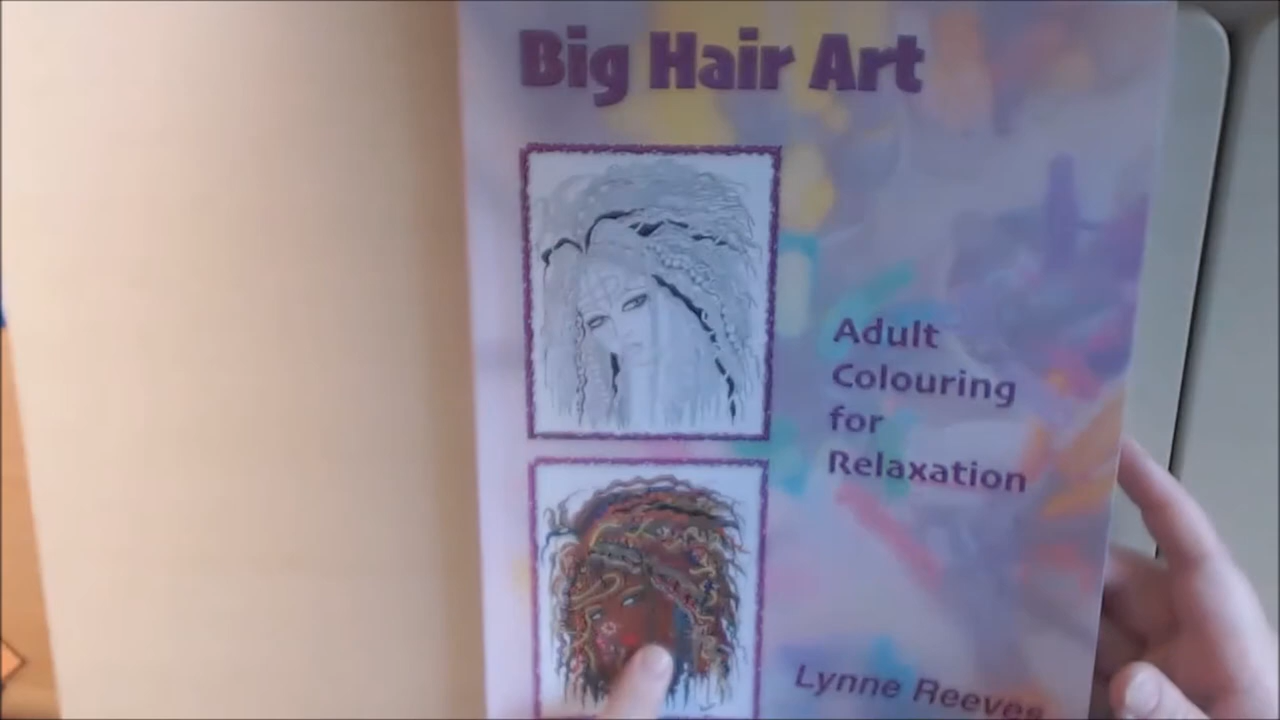 Big Hair Art
Adult
Colouring
for
Relaxation
Lynne Reeves